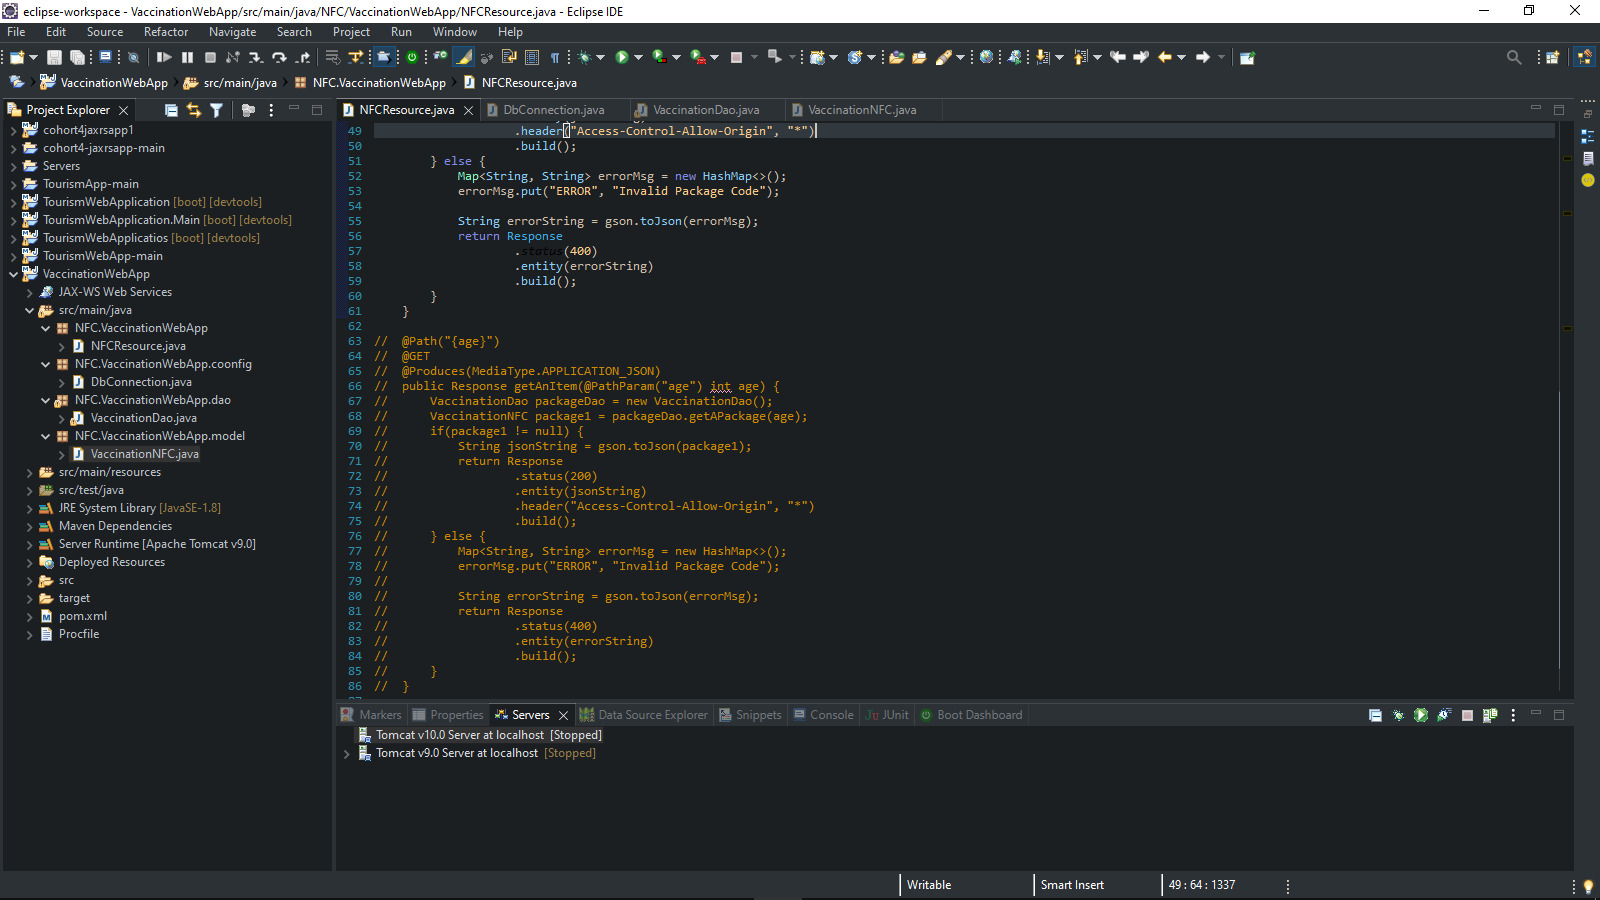 eclipse-workspace - VaccinationWebApp/src/main/java/NFC/VaccinationWebApp/NFCResource.java - Eclipse IDE
File Edit Source Refactor Navigate Search Project Run Window Help
VaccinationWebApp src/main/java NFC.VaccinationWebApp NFCResource.java
Project Explorer
cohort4jaxrsapp1
cohort4-jaxrsapp-main
Servers
TourismApp-main
TourismWebApplication [boot] [devtools]
TourismWebApplication.Main [boot] [devtools]
TourismWebApplicatios [boot] [devtools]
TourismWebApp-main
VaccinationWebApp
JAX-WS Web Services
src/main/java
NFC.VaccinationWebApp
NFCResource.java
NFC.VaccinationWebApp.coonfig
DbConnection.java
NFC.VaccinationWebApp.dao
VaccinationDao.java
NFC.VaccinationWebApp.model
VaccinationNFC.java
src/main/resources
src/test/java
JRE System Library [JavaSE-1.8]
Maven Dependencies
Server Runtime [Apache Tomcat v9.0]
Deployed Resources
src
target
pom.xml
Procfile
NFCResource.java DbConnection.java VaccinationDao.java VaccinationNFC.java
49 .header("Access-Control-Allow-Origin", "*")
50 .build();
51 } else {
52 Map<String, String> errorMsg = new HashMap<>();
53 errorMsg.put("ERROR", "Invalid Package Code");
54
55 String errorString = gson.toJson(errorMsg);
56 return Response
57 .status(400)
58 .entity(errorString)
59 .build();
60 }
61 }
62
63 // @Path("{age}")
64 // @GET
65 // @Produces(MediaType.APPLICATION_JSON)
66 // public Response getAnItem(@PathParam("age") int age) {
67 // VaccinationDao packageDao = new VaccinationDao();
68 // VaccinationNFC package1 = packageDao.getAPackage(age);
69 // if(package1 != null) {
70 // String jsonString = gson.toJson(package1);
71 // return Response
72 // .status(200)
73 // .entity(jsonString)
74 // .header("Access-Control-Allow-Origin", "*")
75 // .build();
76 // } else {
77 // Map<String, String> errorMsg = new HashMap<>();
78 // errorMsg.put("ERROR", "Invalid Package Code");
79 //
80 // String errorString = gson.toJson(errorMsg);
81 // return Response
82 // .status(400)
83 // .entity(errorString)
84 // .build();
85 // }
86 // }
Markers Properties Servers Data Source Explorer Snippets Console JUnit Boot Dashboard
Tomcat v10.0 Server at localhost [Stopped]
Tomcat v9.0 Server at localhost [Stopped]
Writable Smart Insert 49 : 64 : 1337